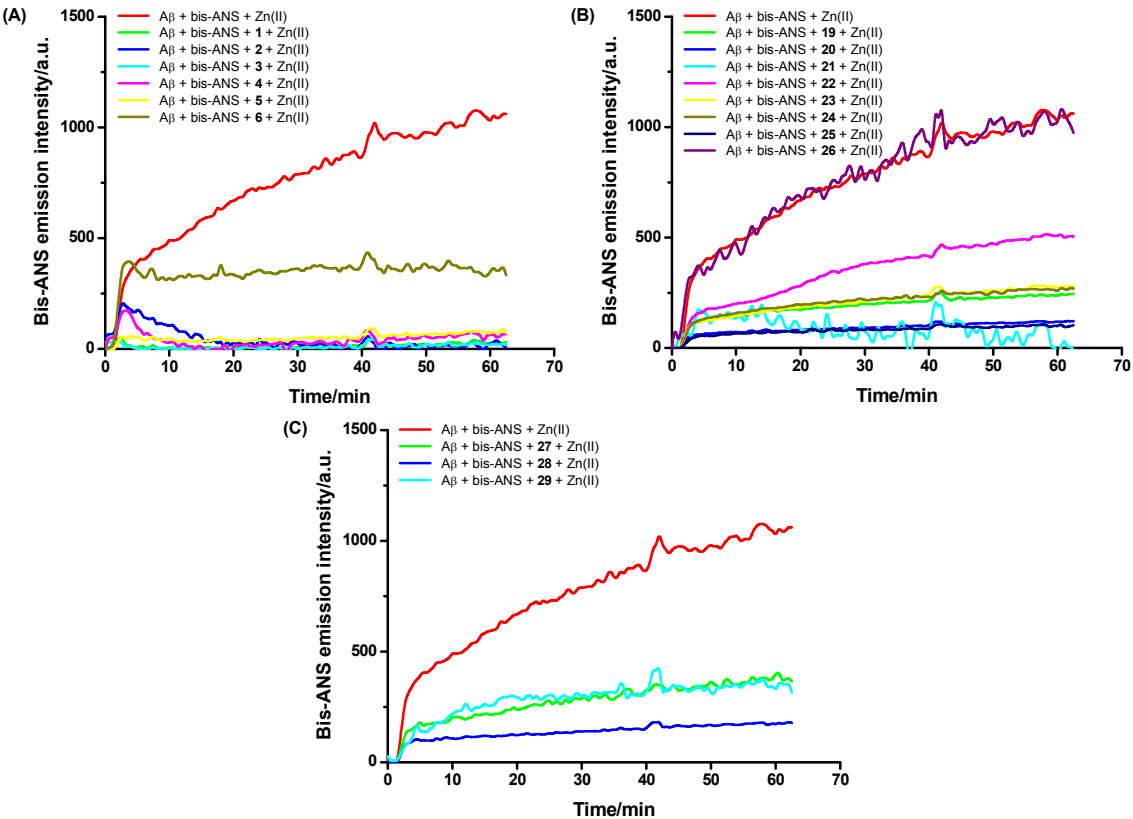 (A)
1500
1000
500
0
Bis-ANS emission intensity/a.u.
Aβ + bis-ANS + Zn(II)
Aβ + bis-ANS + 1 + Zn(II)
Aβ + bis-ANS + 2 + Zn(II)
Aβ + bis-ANS + 3 + Zn(II)
Aβ + bis-ANS + 4 + Zn(II)
Aβ + bis-ANS + 5 + Zn(II)
Aβ + bis-ANS + 6 + Zn(II)
0 10 20 30 40 50 60 70
Time/min
(B)
1500
1000
500
0
Bis-ANS emission intensity/a.u.
Aβ + bis-ANS + Zn(II)
Aβ + bis-ANS + 19 + Zn(II)
Aβ + bis-ANS + 20 + Zn(II)
Aβ + bis-ANS + 21 + Zn(II)
Aβ + bis-ANS + 22 + Zn(II)
Aβ + bis-ANS + 23 + Zn(II)
Aβ + bis-ANS + 24 + Zn(II)
Aβ + bis-ANS + 25 + Zn(II)
Aβ + bis-ANS + 26 + Zn(II)
0 10 20 30 40 50 60 70
Time/min
(C)
1500
1000
500
0
Bis-ANS emission intensity/a.u.
Aβ + bis-ANS + Zn(II)
Aβ + bis-ANS + 27 + Zn(II)
Aβ + bis-ANS + 28 + Zn(II)
Aβ + bis-ANS + 29 + Zn(II)
0 10 20 30 40 50 60 70
Time/min